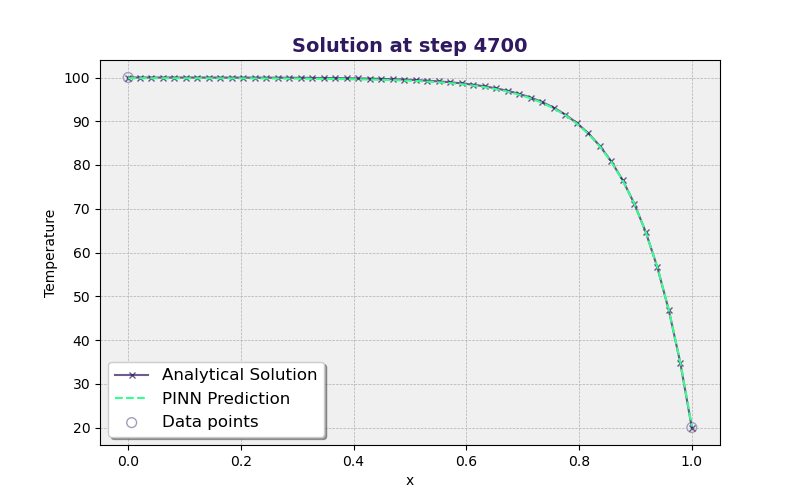 Solution at step 4700
Temperature
100
90
80
70
60
50
40
30
20
Analytical Solution
PINN Prediction
Data points
0.0 0.2 0.4 0.6 0.8 1.0
x